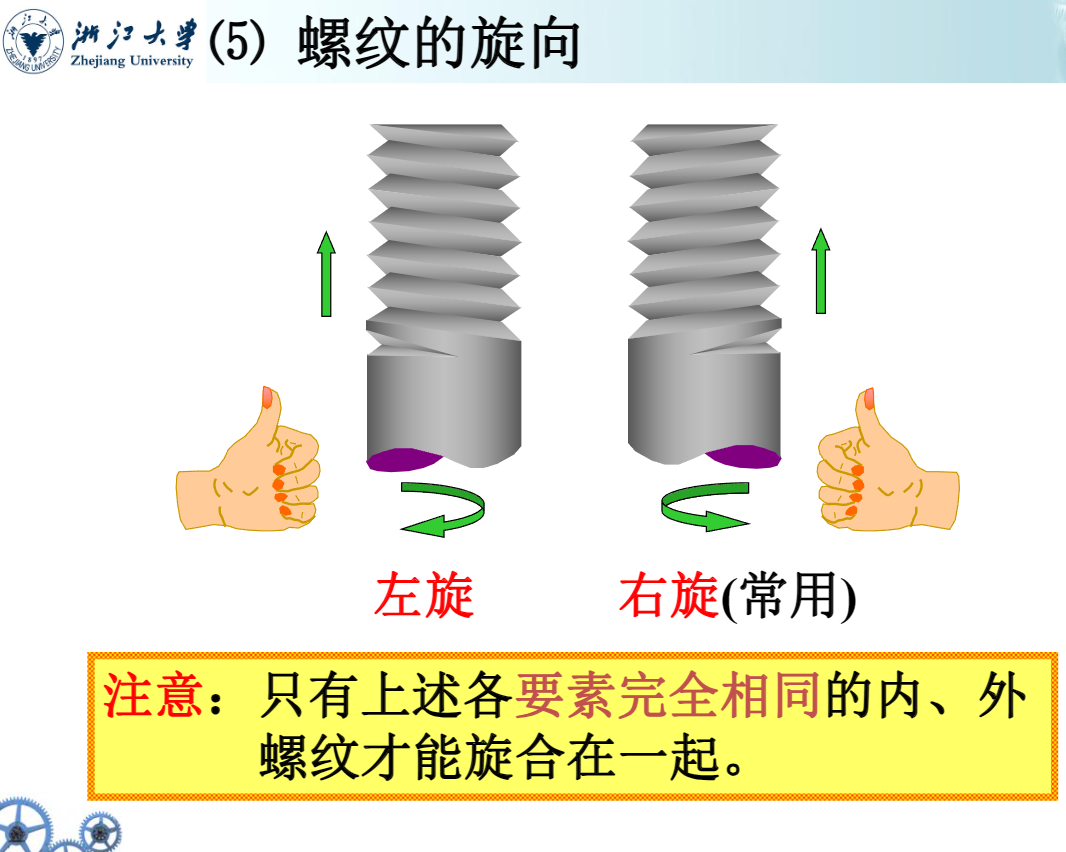 浙江大学
Zhejiang University
(5) 螺纹的旋向
左旋
右旋(常用)
注意：只有上述各要素完全相同的内、外
螺纹才能旋合在一起。